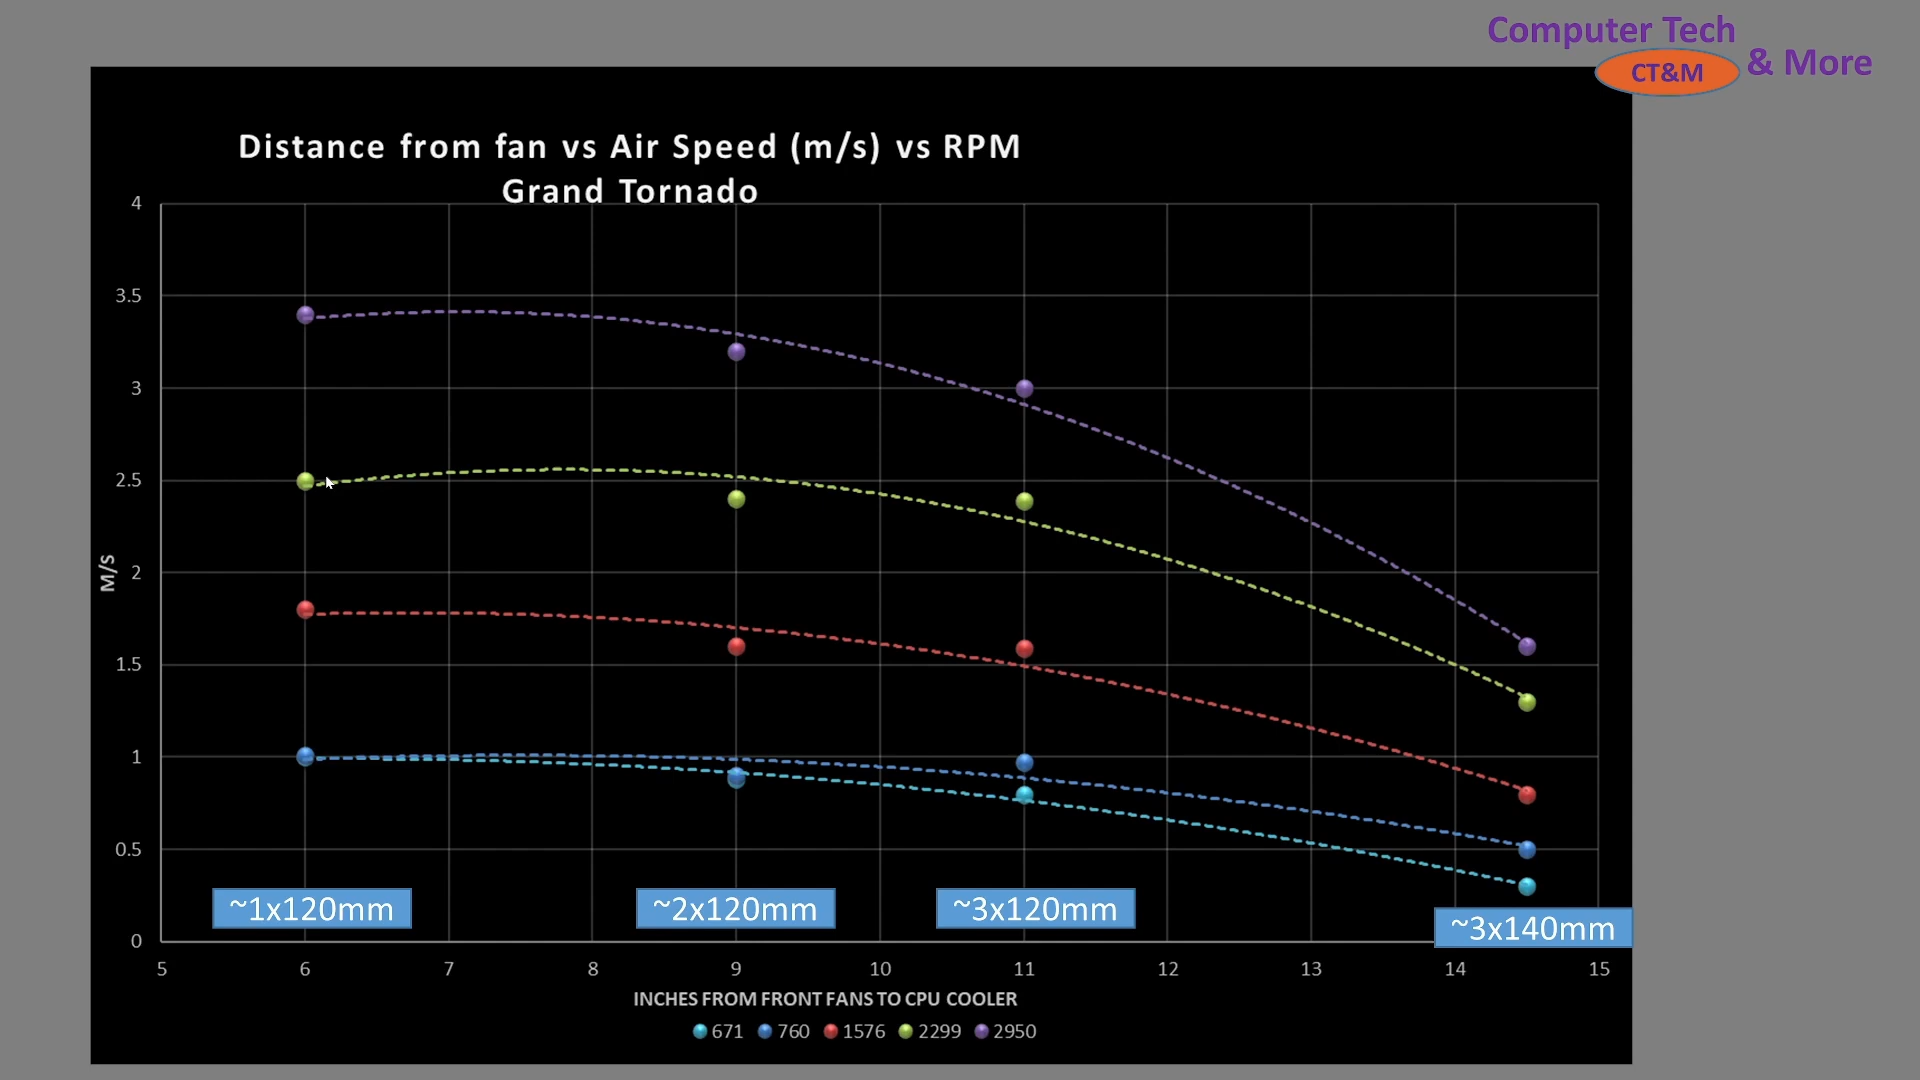 Computer Tech
CT&M & More
Distance from fan vs Air Speed (m/s) vs RPM
Grand Tornado
4
3.5
3
2.5
2
1.5
1
0.5
0
M/S
~1x120mm
~2x120mm
~3x120mm
~3x140mm
5 6 7 8 9 10 11 12 13 14 15
INCHES FROM FRONT FANS TO CPU COOLER
671 760 1576 2299 2950